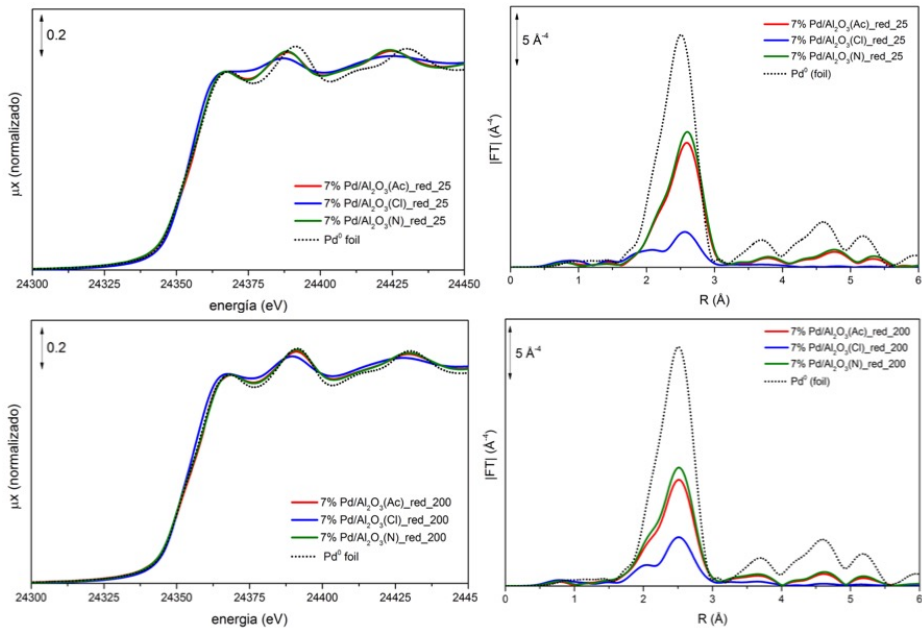 0.2
7% Pd/Al₂O₃(Ac)_red_25
7% Pd/Al₂O₃(Cl)_red_25
7% Pd/Al₂O₃(N)_red_25
Pd⁰ foil
µx (normalizado)
24300 24325 24350 24375 24400 24425 24450
energía (eV)
5 Å⁻⁴
7% Pd/Al₂O₃(Ac)_red_25
7% Pd/Al₂O₃(Cl)_red_25
7% Pd/Al₂O₃(N)_red_25
Pd⁰ (foil)
|FT| (Å⁻⁴)
0 1 2 3 4 5 6
R (Å)
0.2
7% Pd/Al₂O₃(Ac)_red_200
7% Pd/Al₂O₃(Cl)_red_200
7% Pd/Al₂O₃(N)_red_200
Pd⁰ foil
µx (normalizado)
24300 24325 24350 24375 24400 24425 2445
energía (eV)
5 Å⁻⁴
7% Pd/Al₂O₃(Ac)_red_200
7% Pd/Al₂O₃(Cl)_red_200
7% Pd/Al₂O₃(N)_red_200
Pd⁰ (foil)
|FT| (Å⁻⁴)
0 1 2 3 4 5 6
R (Å)